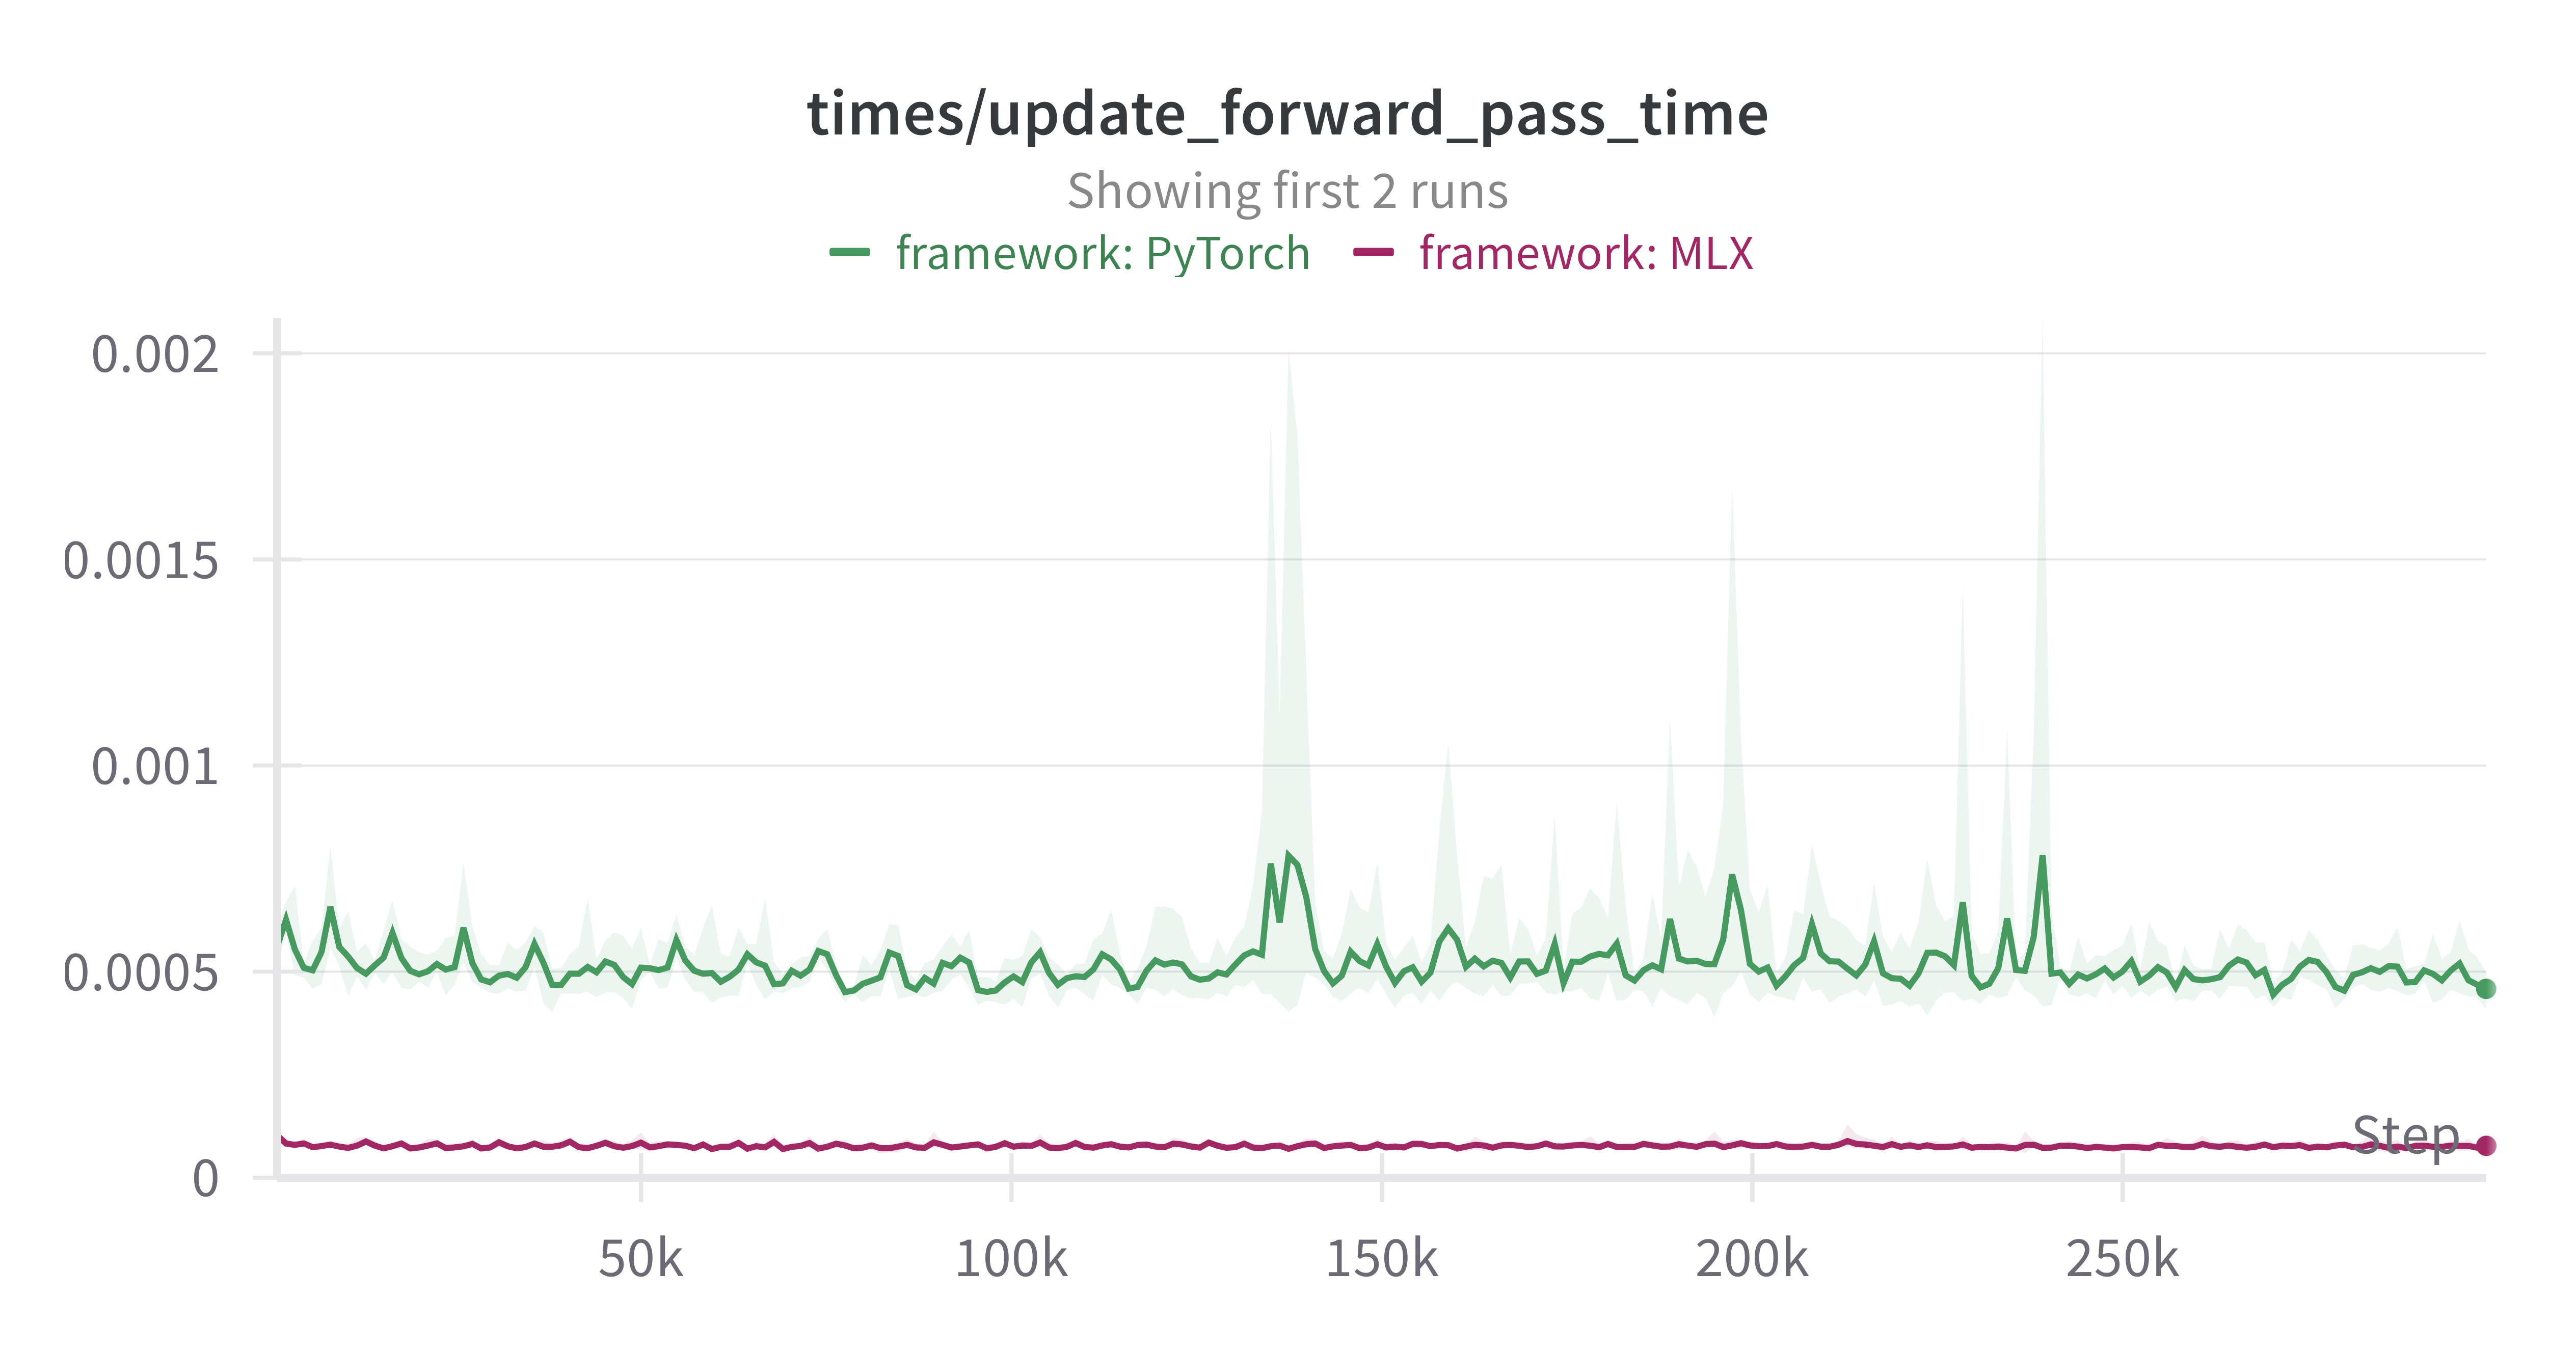 times/update_forward_pass_time
Showing first 2 runs
framework: PyTorch framework: MLX
0.002
0.0015
0.001
0.0005
0
Step
50k 100k 150k 200k 250k